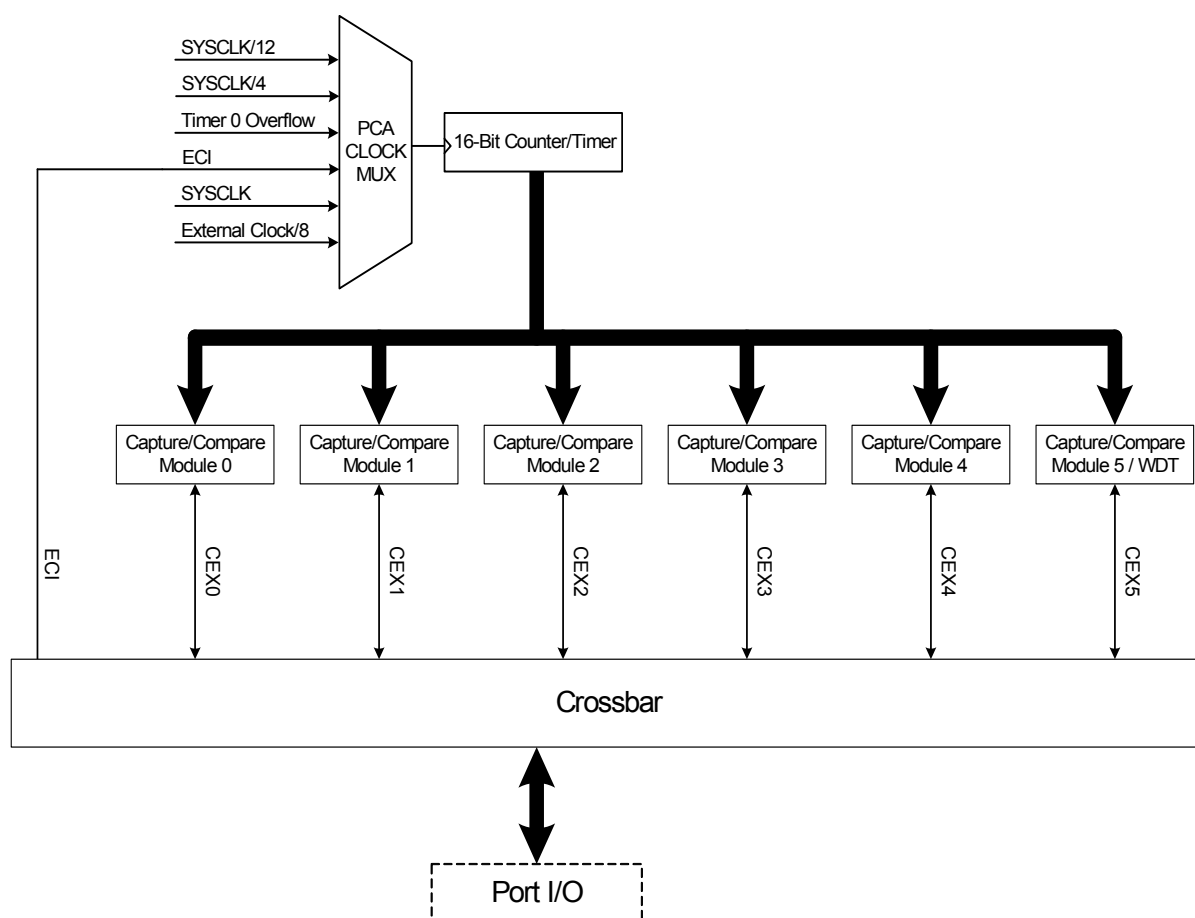 SYSCLK/12
SYSCLK/4
Timer 0 Overflow
ECI
SYSCLK
External Clock/8
PCA
CLOCK
MUX
16-Bit Counter/Timer
Capture/Compare
Module 0
Capture/Compare
Module 1
Capture/Compare
Module 2
Capture/Compare
Module 3
Capture/Compare
Module 4
Capture/Compare
Module 5 / WDT
ECI
CEX0
CEX1
CEX2
CEX3
CEX4
CEX5
Crossbar
Port I/O